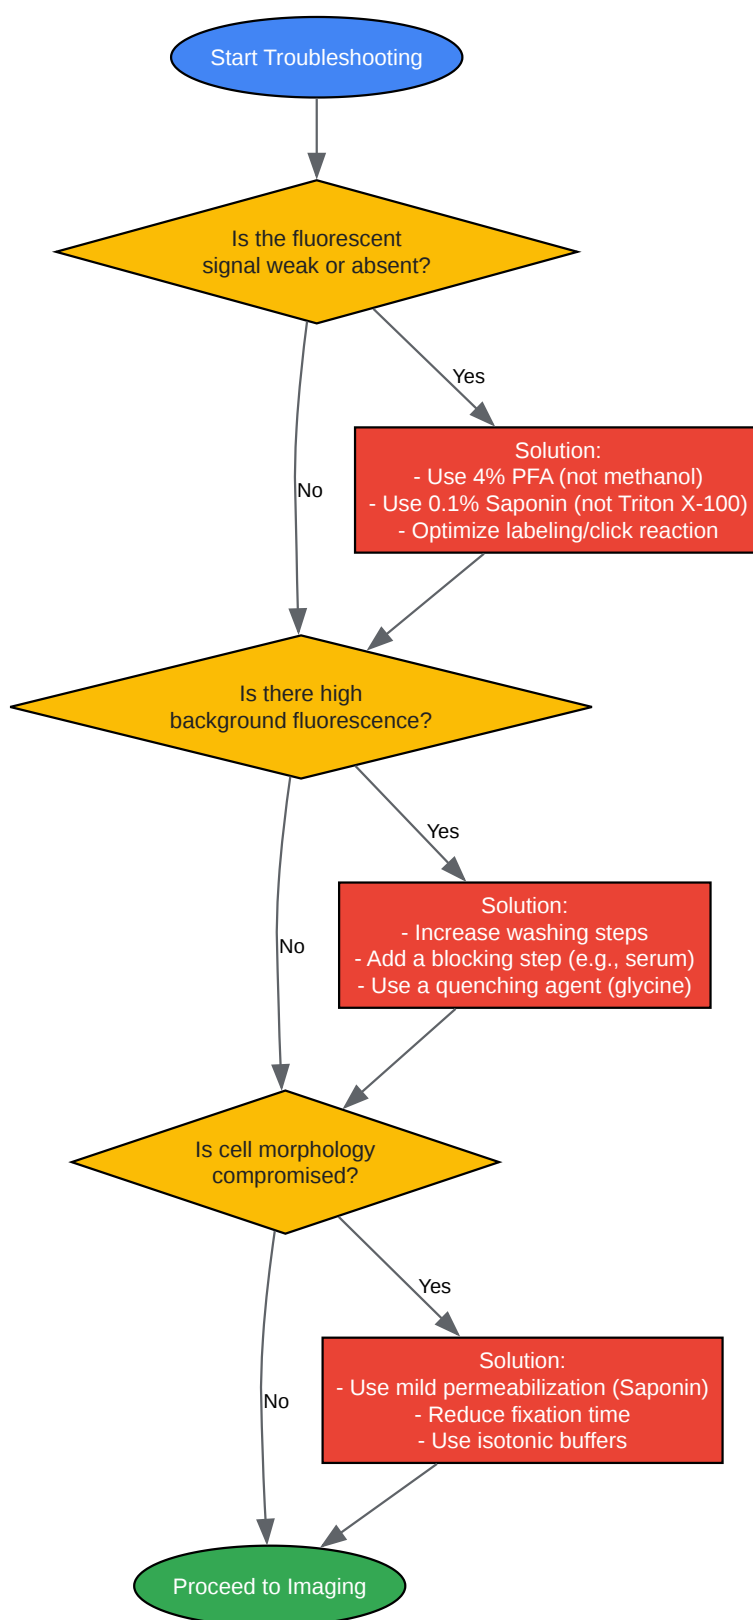 Start Troubleshooting
Is the fluorescent
signal weak or absent?
Yes
No
Solution:
- Use 4% PFA (not methanol)
- Use 0.1% Saponin (not Triton X-100)
- Optimize labeling/click reaction
Is there high
background fluorescence?
Yes
No
Solution:
- Increase washing steps
- Add a blocking step (e.g., serum)
- Use a quenching agent (glycine)
Is cell morphology
compromised?
Yes
No
Solution:
- Use mild permeabilization (Saponin)
- Reduce fixation time
- Use isotonic buffers
Proceed to Imaging